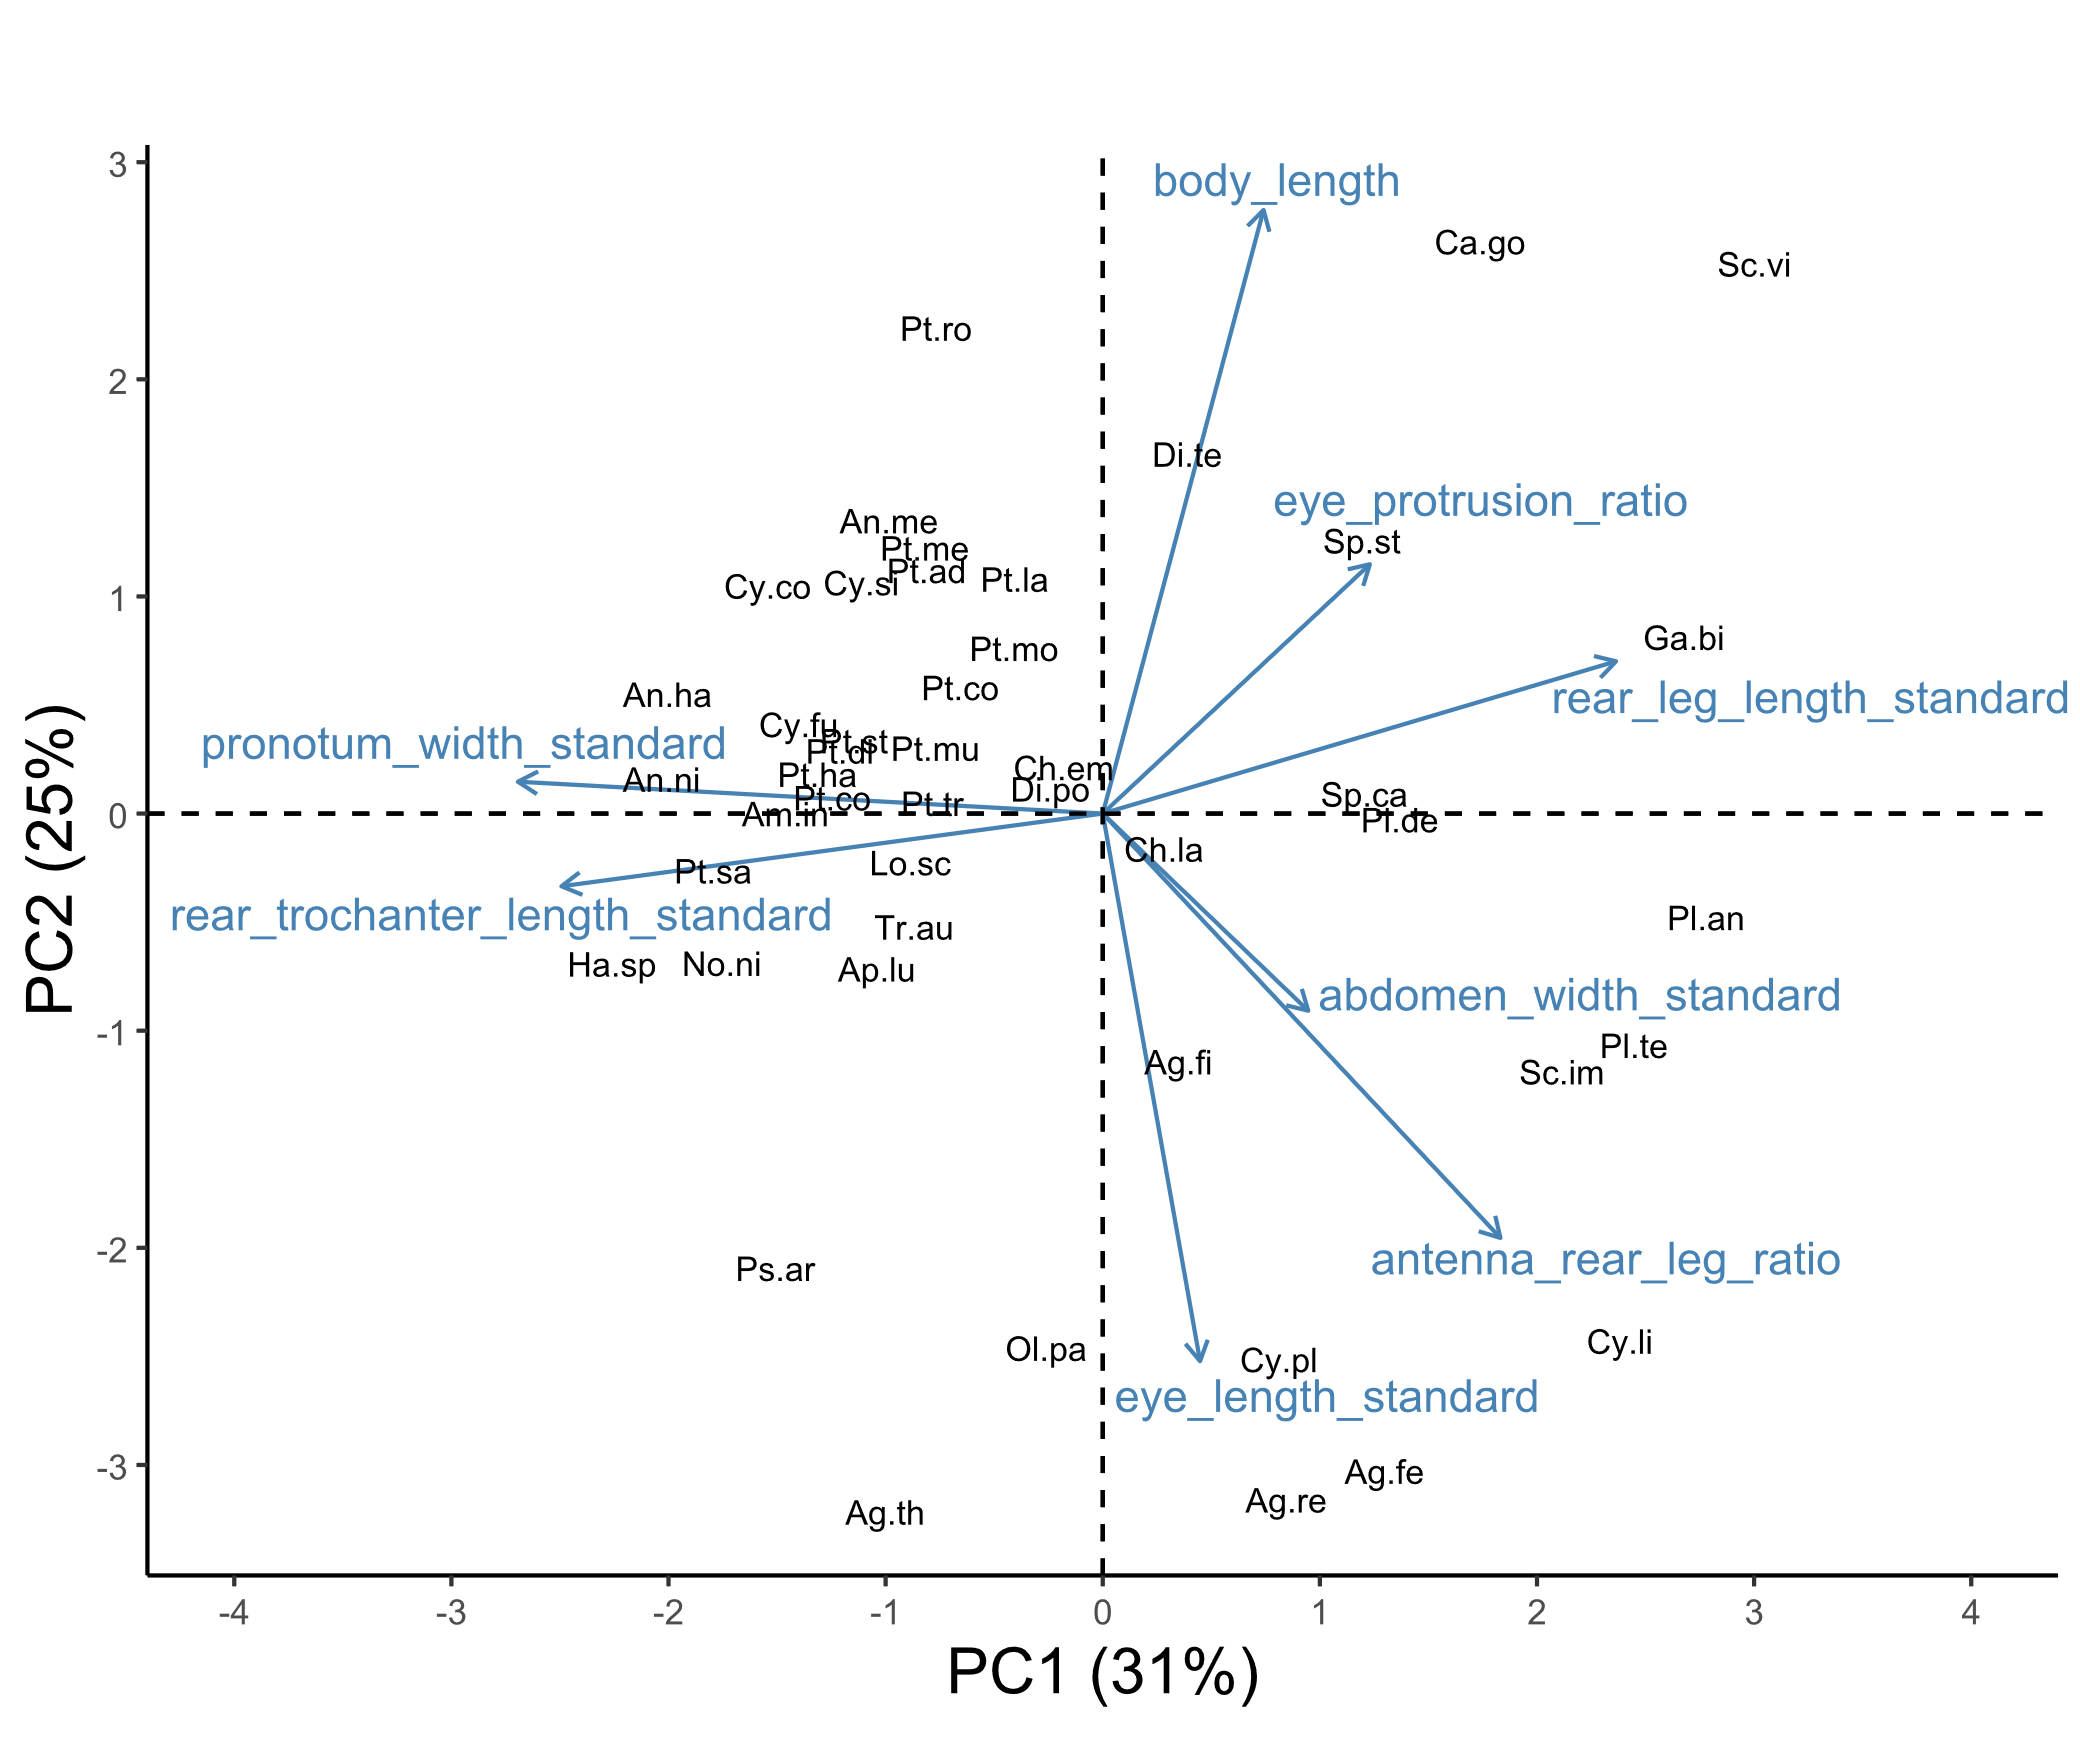 3
body_length
Ca.go
Sc.vi
Pt.ro
2
Di.te
eye_protrusion_ratio
An.me
Sp.st
Pt.me
Pt.ad
Pt.la
Cy.co
Cy.si
1
Pt.mo
Ga.bi
Pt.co
An.ha
rear_leg_length_standard
Cy.fu
Pt.st
pronotum_width_standard
Pt.di
Pt.mu
Pt.ha
Ch.em
An.ni
Di.po
Sp.ca
Pt.co
Pt.tr
Am.in
0
Pl.de
Ch.la
Lo.sc
Pt.sa
rear_trochanter_length_standard
Pl.an
Tr.au
Ha.sp
No.ni
Ap.lu
abdomen_width_standard
-1
Pl.te
Ag.fi
Sc.im
-2
antenna_rear_leg_ratio
Ps.ar
Cy.li
Ol.pa
Cy.pl
eye_length_standard
-3
Ag.fe
Ag.re
Ag.th
-4 -3 -2 -1 0 1 2 3 4
PC1 (31%)
PC2 (25%)